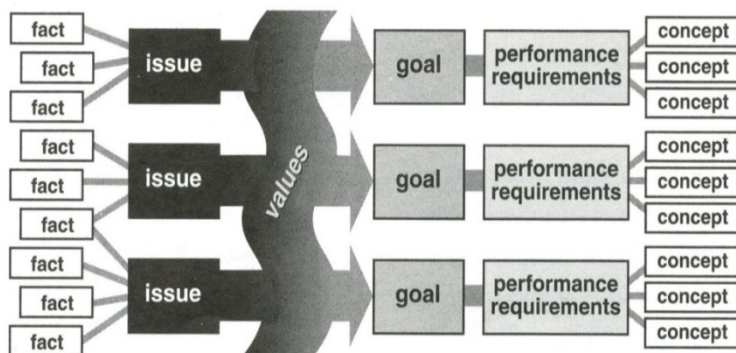 fact
fact
fact
issue
goal
performance
requirements
concept
concept
concept
values
fact
fact
fact
issue
goal
performance
requirements
concept
concept
concept
fact
fact
fact
issue
goal
performance
requirements
concept
concept
concept